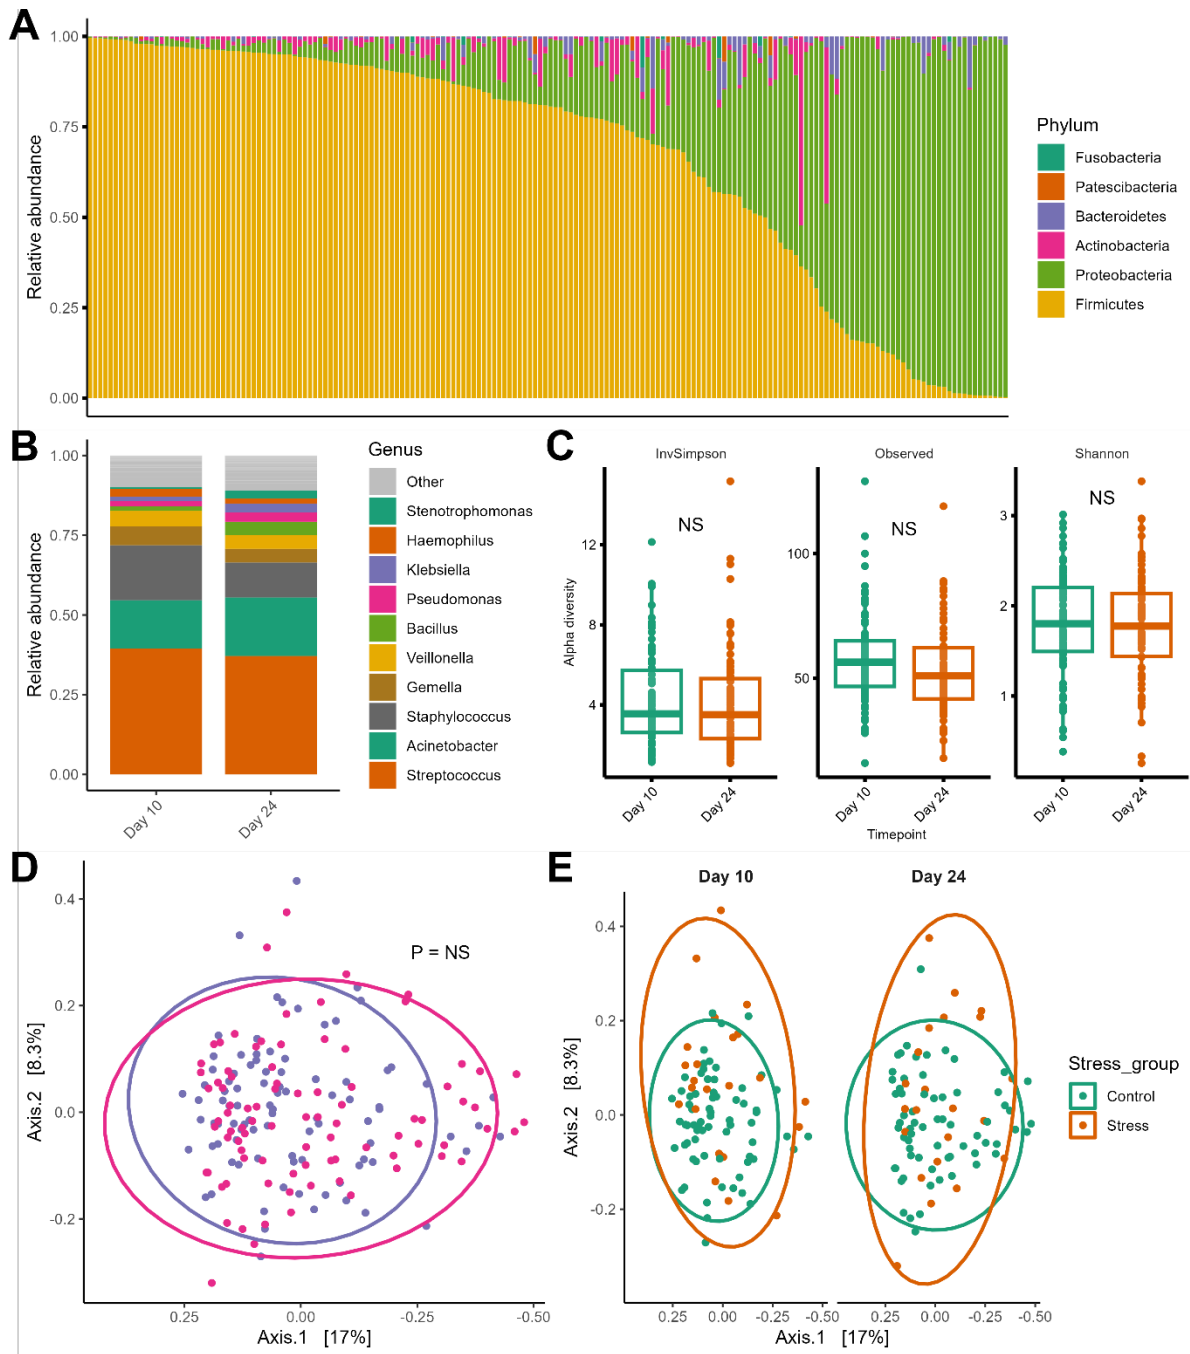 A
1.00
0.75
0.50
0.25
0.00
Relative abundance
Phylum
Fusobacteria
Patescibacteria
Bacteroidetes
Actinobacteria
Proteobacteria
Firmicutes
B
1.00
0.75
0.50
0.25
0.00
Relative abundance
Day 10
Day 24
Genus
Other
Stenotrophomonas
Haemophilus
Klebsiella
Pseudomonas
Bacillus
Veillonella
Gemella
Staphylococcus
Acinetobacter
Streptococcus
C
InvSimpson
Observed
Shannon
NS
NS
NS
Alpha diversity
12
8
4
100
50
3
2
1
Day 10
Day 24
Day 10
Day 24
Day 10
Day 24
Timepoint
D
P = NS
0.4
0.2
0.0
-0.2
Axis.2 [8.3%]
0.25
0.00
-0.25
-0.50
Axis.1 [17%]
E
Day 10
Day 24
0.4
0.2
0.0
-0.2
Axis.2 [8.3%]
0.25
0.00
-0.25
-0.50
0.25
0.00
-0.25
-0.50
Axis.1 [17%]
Stress_group
Control
Stress